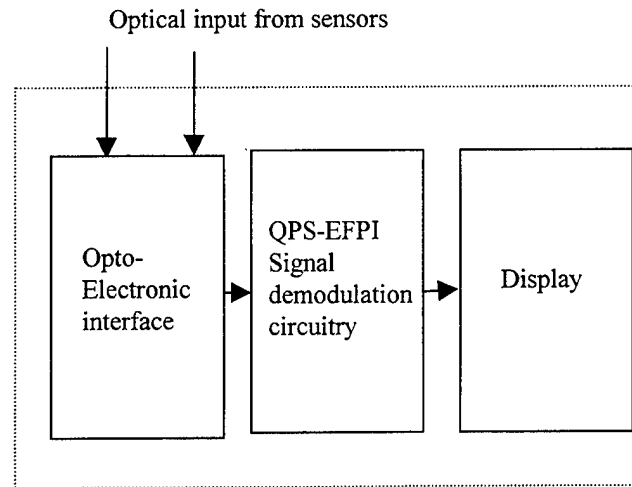 Optical input from sensors
Opto-
Electronic
interface
QPS-EFPI
Signal
demodulation
circuitry
Display